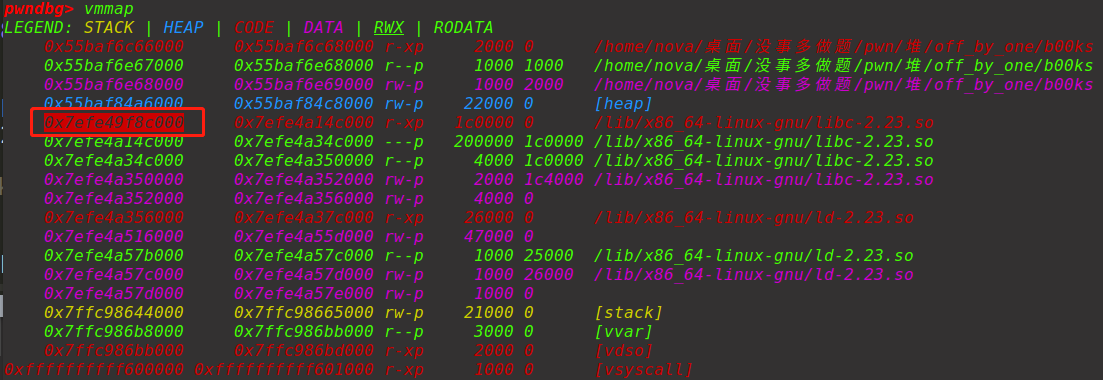 pwndbg> vmmap
LEGEND: STACK | HEAP | CODE | DATA | RWX | RODATA
0x55baf6c66000 0x55baf6c68000 r-xp 2000 0 /home/nova/桌面/没事多做题/pwn/堆/off_by_one/b00ks
0x55baf6e67000 0x55baf6e68000 r--p 1000 1000 /home/nova/桌面/没事多做题/pwn/堆/off_by_one/b00ks
0x55baf6e68000 0x55baf6e69000 rw-p 1000 2000 /home/nova/桌面/没事多做题/pwn/堆/off_by_one/b00ks
0x55baf84a6000 0x55baf84c8000 rw-p 22000 0 [heap]
0x7efe49f8c000 0x7efe4a14c000 r-xp 1c0000 0 /lib/x86_64-linux-gnu/libc-2.23.so
0x7efe4a14c000 0x7efe4a34c000 ---p 200000 1c0000 /lib/x86_64-linux-gnu/libc-2.23.so
0x7efe4a34c000 0x7efe4a350000 r--p 4000 1c0000 /lib/x86_64-linux-gnu/libc-2.23.so
0x7efe4a350000 0x7efe4a352000 rw-p 2000 1c4000 /lib/x86_64-linux-gnu/libc-2.23.so
0x7efe4a352000 0x7efe4a356000 rw-p 4000 0
0x7efe4a356000 0x7efe4a37c000 r-xp 26000 0 /lib/x86_64-linux-gnu/ld-2.23.so
0x7efe4a516000 0x7efe4a55d000 rw-p 47000 0
0x7efe4a57b000 0x7efe4a57c000 r--p 1000 25000 /lib/x86_64-linux-gnu/ld-2.23.so
0x7efe4a57c000 0x7efe4a57d000 rw-p 1000 26000 /lib/x86_64-linux-gnu/ld-2.23.so
0x7efe4a57d000 0x7efe4a57e000 rw-p 1000 0
0x7ffc98644000 0x7ffc98665000 rw-p 21000 0 [stack]
0x7ffc986b8000 0x7ffc986bb000 r--p 3000 0 [vvar]
0x7ffc986bb000 0x7ffc986bd000 r-xp 2000 0 [vdso]
0xffffffffff600000 0xffffffffff601000 r-xp 1000 0 [vsyscall]